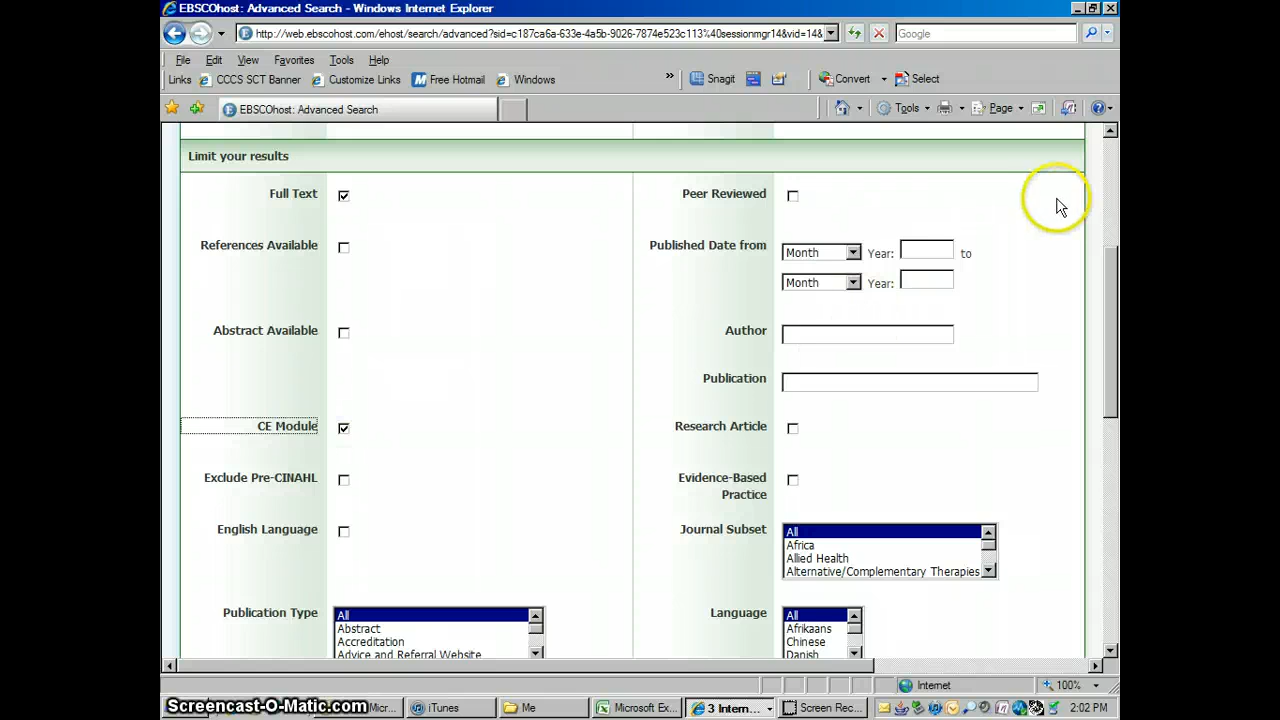 EBSCOhost: Advanced Search - Windows Internet Explorer
http://web.ebscohost.com/ehost/search/advanced?sid=c187ca6a-633e-4a5b-9026-7874e523c113%40sessionmgr14&vid=14&
Google
File Edit View Favorites Tools Help
Links CCCS SCT Banner Customize Links Free Hotmail Windows » Snagit Convert Select
EBSCOhost: Advanced Search Tools Page
Limit your results
Full Text Peer Reviewed
References Available Published Date from Month Year: to
Month Year:
Abstract Available Author
Publication
CE Module Research Article
Exclude Pre-CINAHL Evidence-Based
Practice
English Language Journal Subset All
Africa
Allied Health
Alternative/Complementary Therapies
Publication Type All Language All
Abstract Afrikaans
Accreditation Chinese
Advice and Referral Website Danish
Internet 100%
Screencast-O-Matic.com Micr... iTunes Me Microsoft Ex... 3 Intern... Screen Rec... 2:02 PM